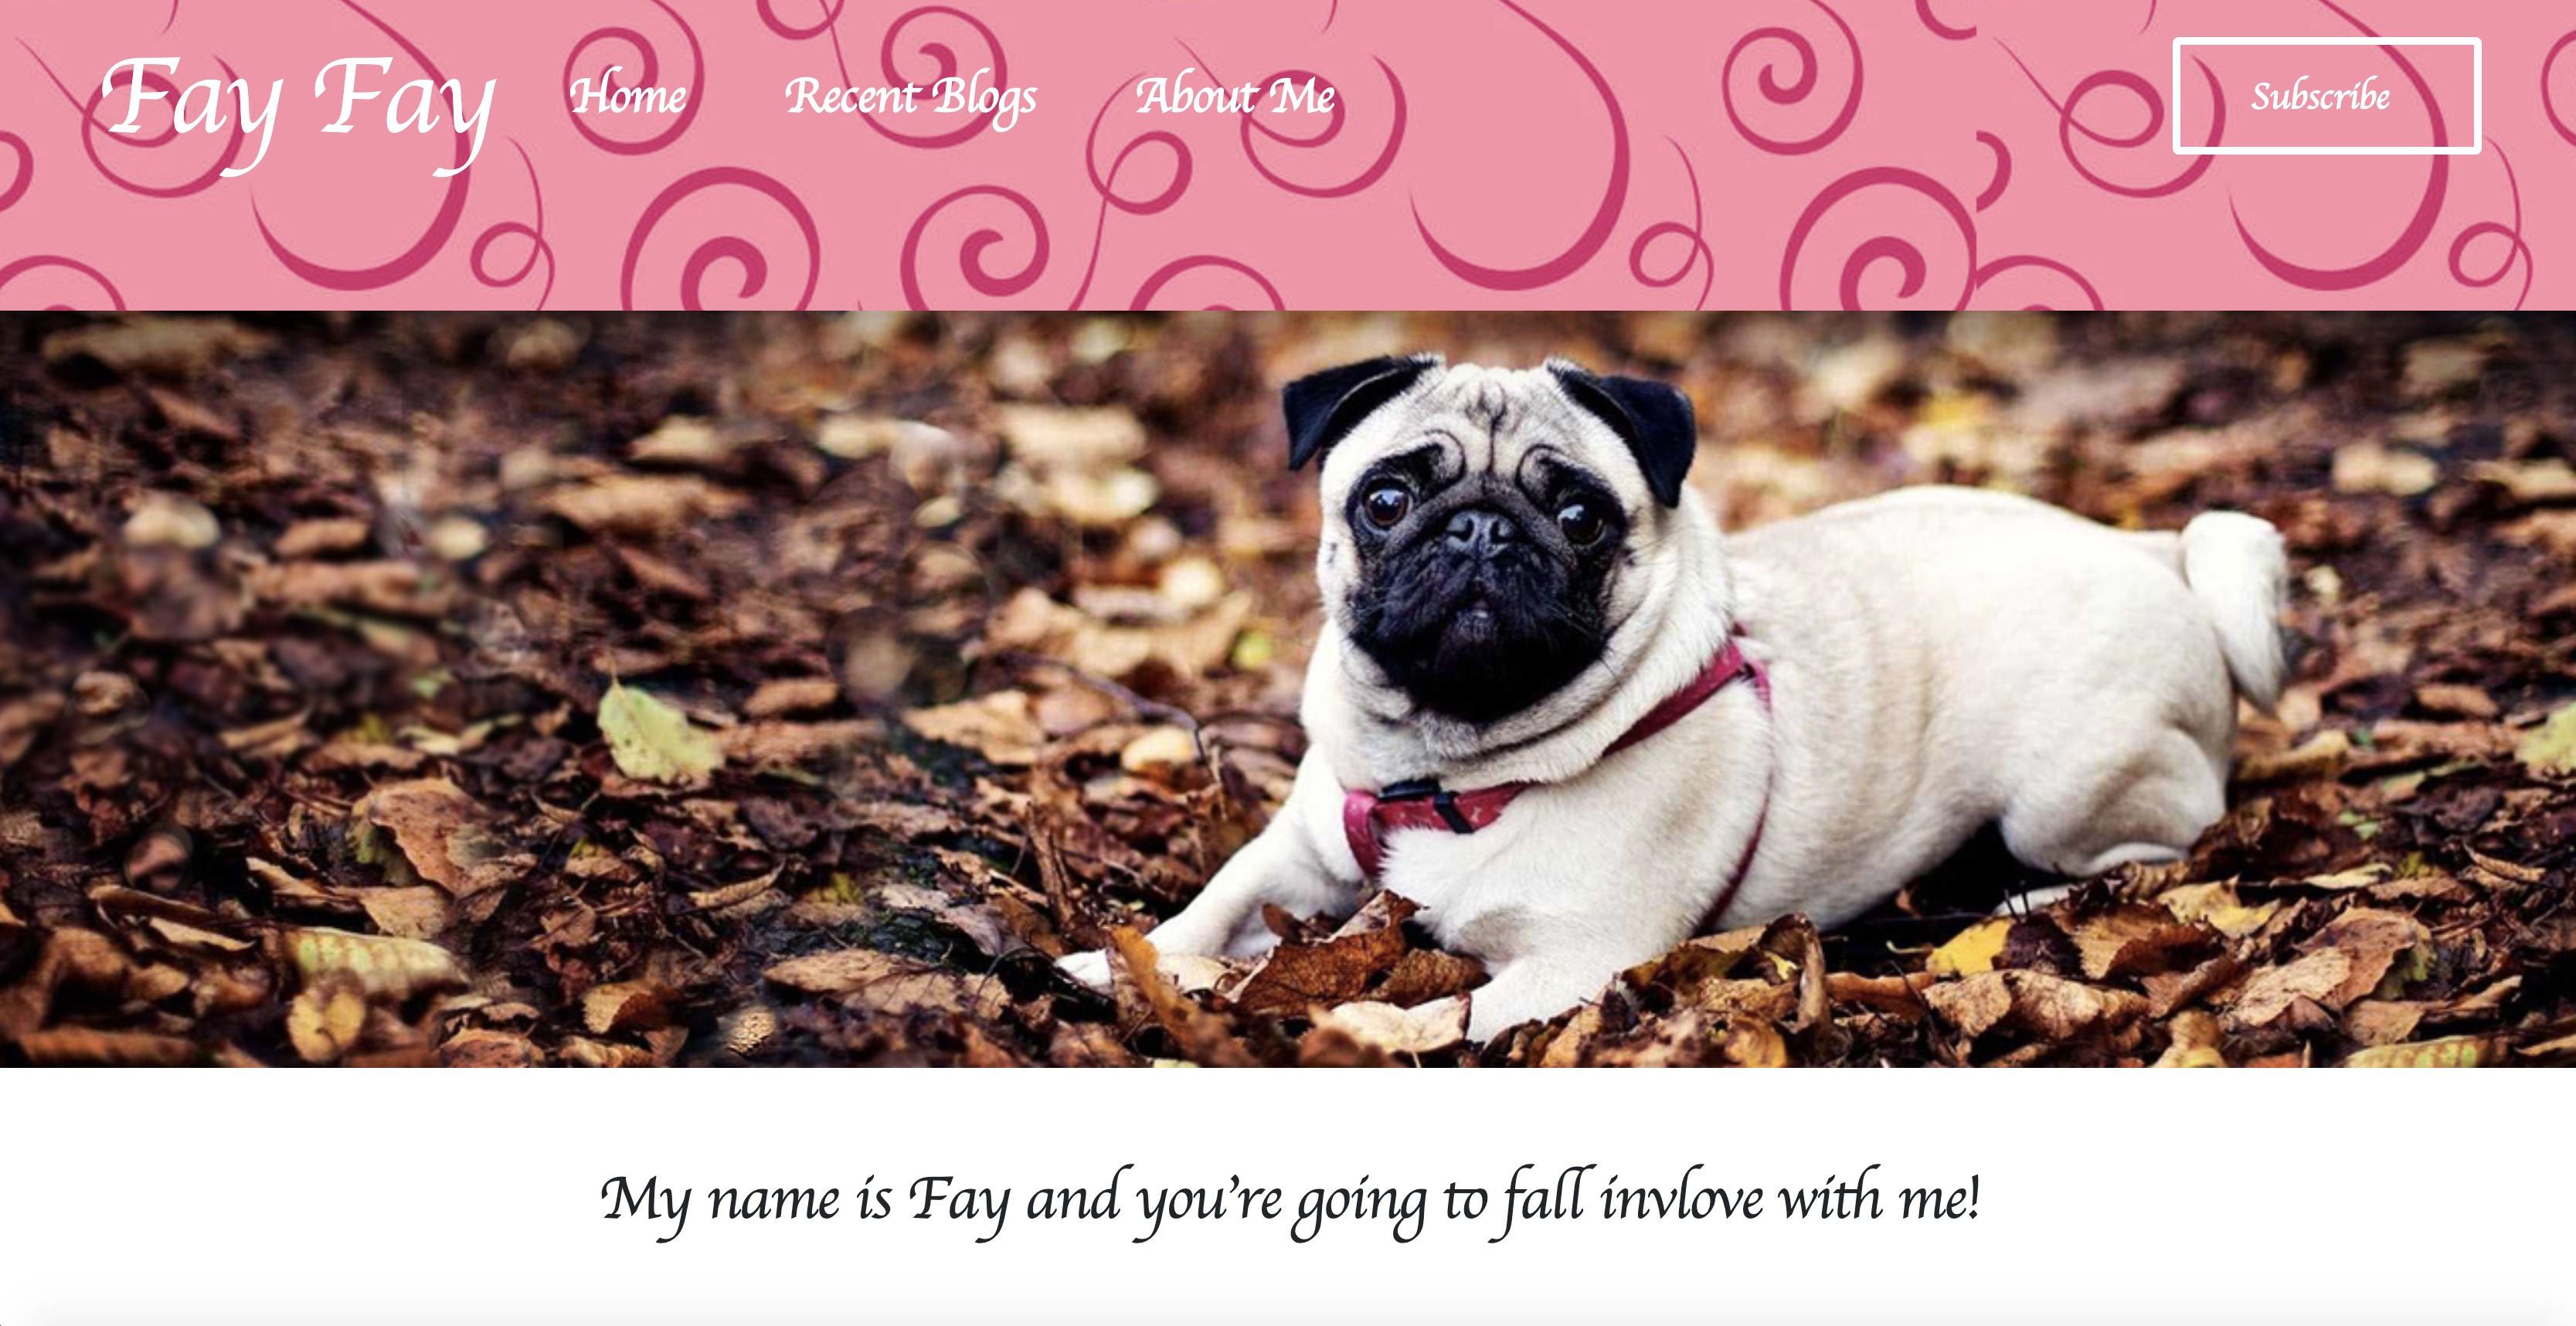 Fay Fay Home Recent Blogs About Me Subscribe
My name is Fay and you're going to fall invlove with me!